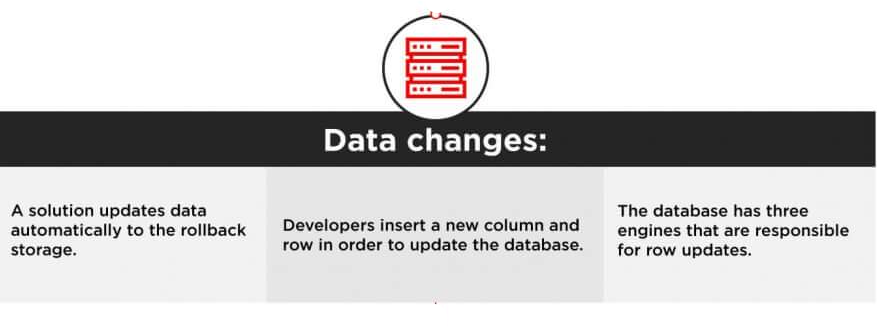 Data changes:
A solution updates data
automatically to the rollback
storage.
Developers insert a new column and
row in order to update the database.
The database has three
engines that are responsible
for row updates.